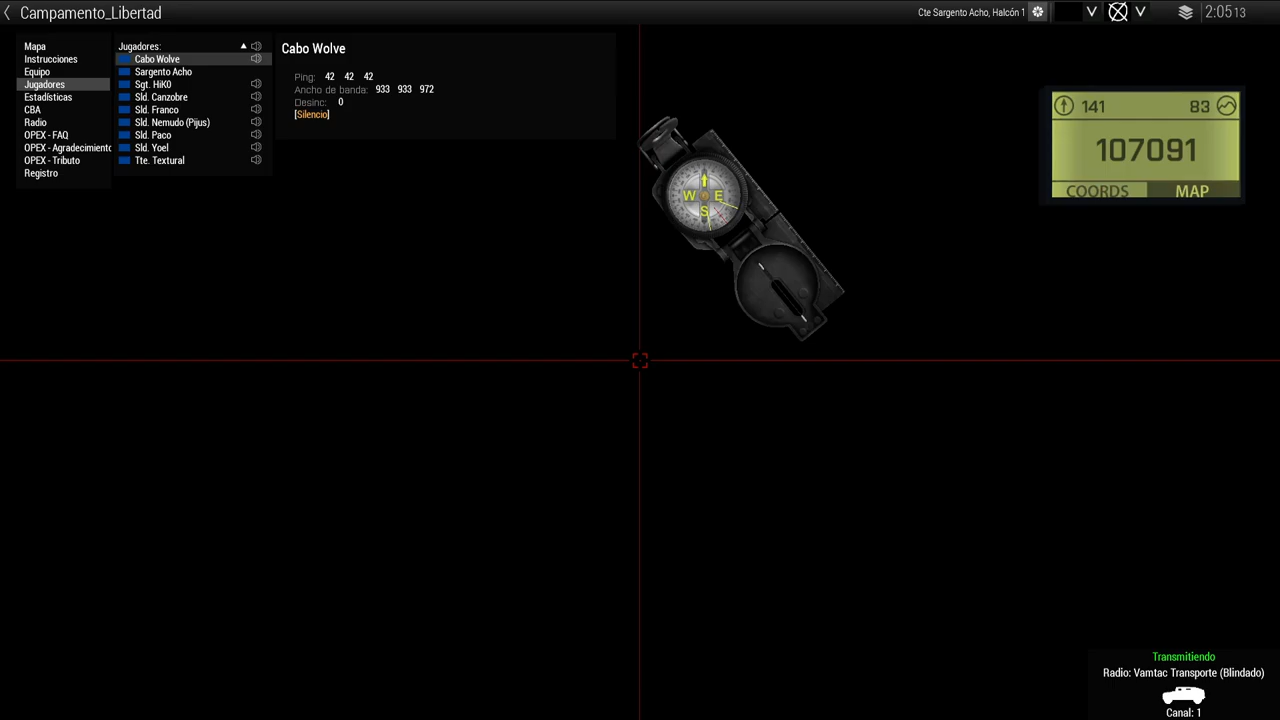 Campamento_Libertad
Cte Sargento Acho, Halcón 1
2:05 13
Mapa
Instrucciones
Equipo
Jugadores
Estadísticas
CBA
Radio
OPEX - FAQ
OPEX - Agradecimiento
OPEX - Tributo
Registro
Jugadores:
Cabo Wolve
Sargento Acho
Sgt. HiK0
Sld. Canzobre
Sld. Franco
Sld. Nemudo (Pijus)
Sld. Paco
Sld. Yoel
Tte. Textural
Cabo Wolve
Ping: 42 42 42
Ancho de banda: 933 933 972
Desinc: 0
[Silencio]
W E
S
141 83
107091
COORDS MAP
Transmitiendo
Radio: Vamtac Transporte (Blindado)
Canal: 1